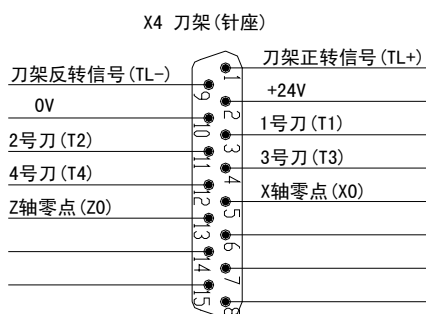 X4 刀架(针座)
刀架正转信号(TL+)
1
刀架反转信号(TL-)
9
+24V
2
0V
10
1号刀(T1)
3
2号刀(T2)
11
3号刀(T3)
4
4号刀(T4)
12
X轴零点(X0)
5
Z轴零点(Z0)
13
6
14
7
15
8